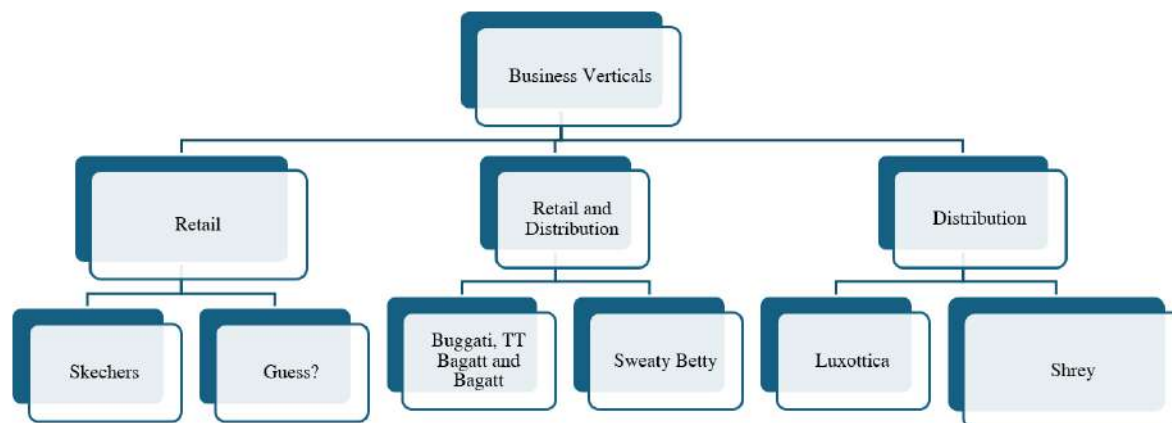 Business Verticals
Retail
Retail and
Distribution
Distribution
Skechers
Guess?
Buggati, TT
Bagatt and
Bagatt
Sweaty Betty
Luxottica
Shrey